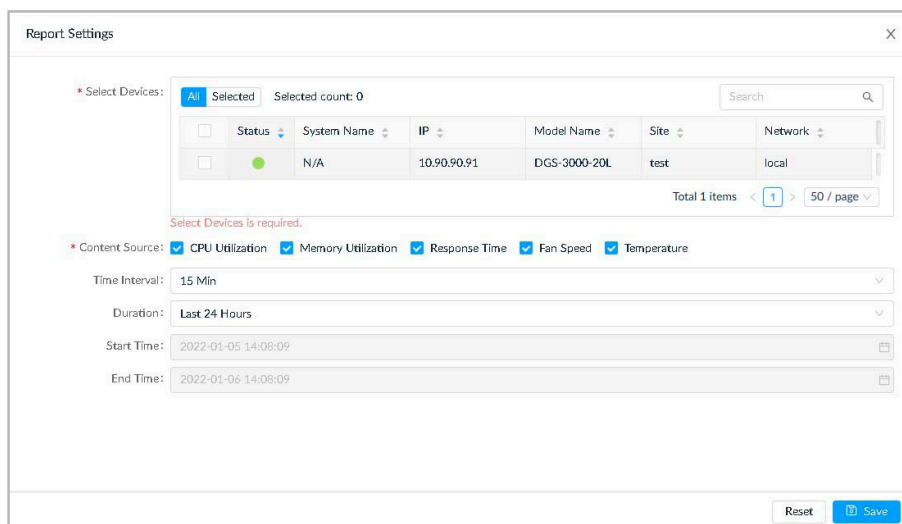 Report Settings
* Select Devices:
All Selected Selected count: 0 Search
Status System Name IP Model Name Site Network
N/A 10.90.90.91 DGS-3000-20L test local
Total 1 items < 1 > 50 / page
Select Devices is required.
* Content Source: CPU Utilization Memory Utilization Response Time Fan Speed Temperature
Time Interval: 15 Min
Duration: Last 24 Hours
Start Time: 2022-01-05 14:08:09
End Time: 2022-01-06 14:08:09
Reset Save